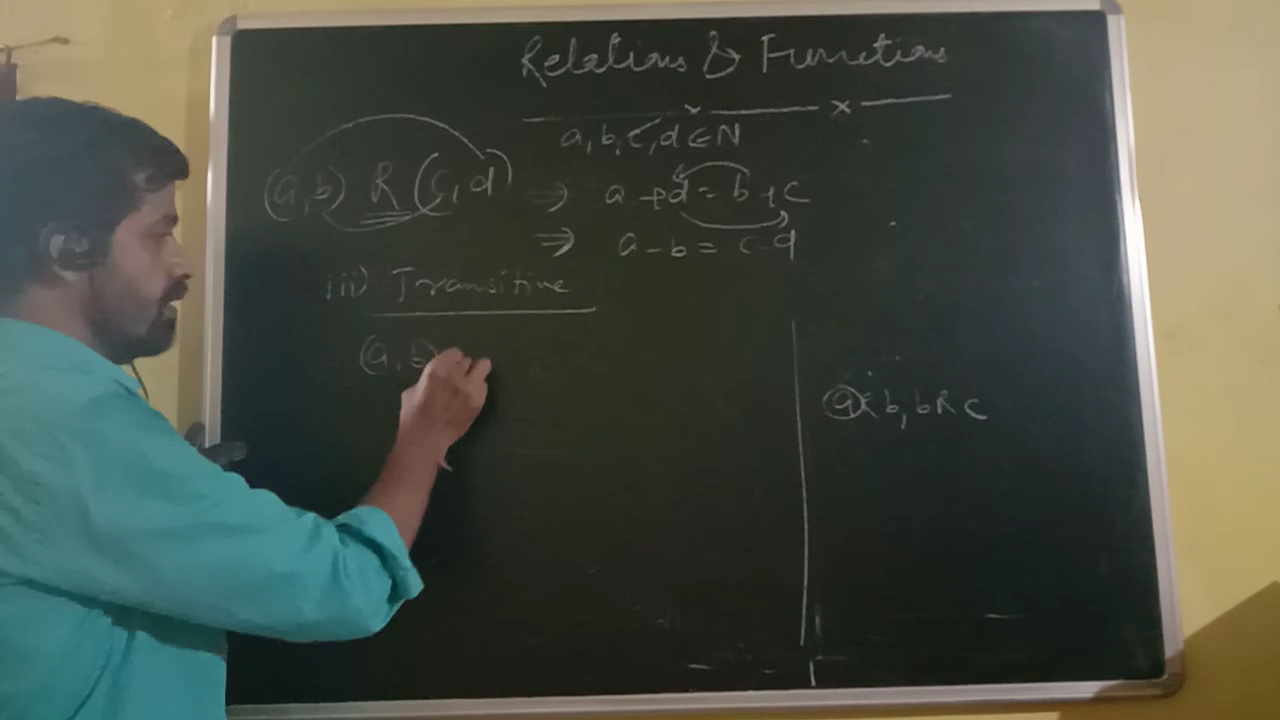 Relations & Functions
a, b, c, d ∈ N
(a, b) R (c, d) ⇒ a + d = b + c
⇒ a - b = c - d
iii) Transitive
(a, b)
aRb, bRc